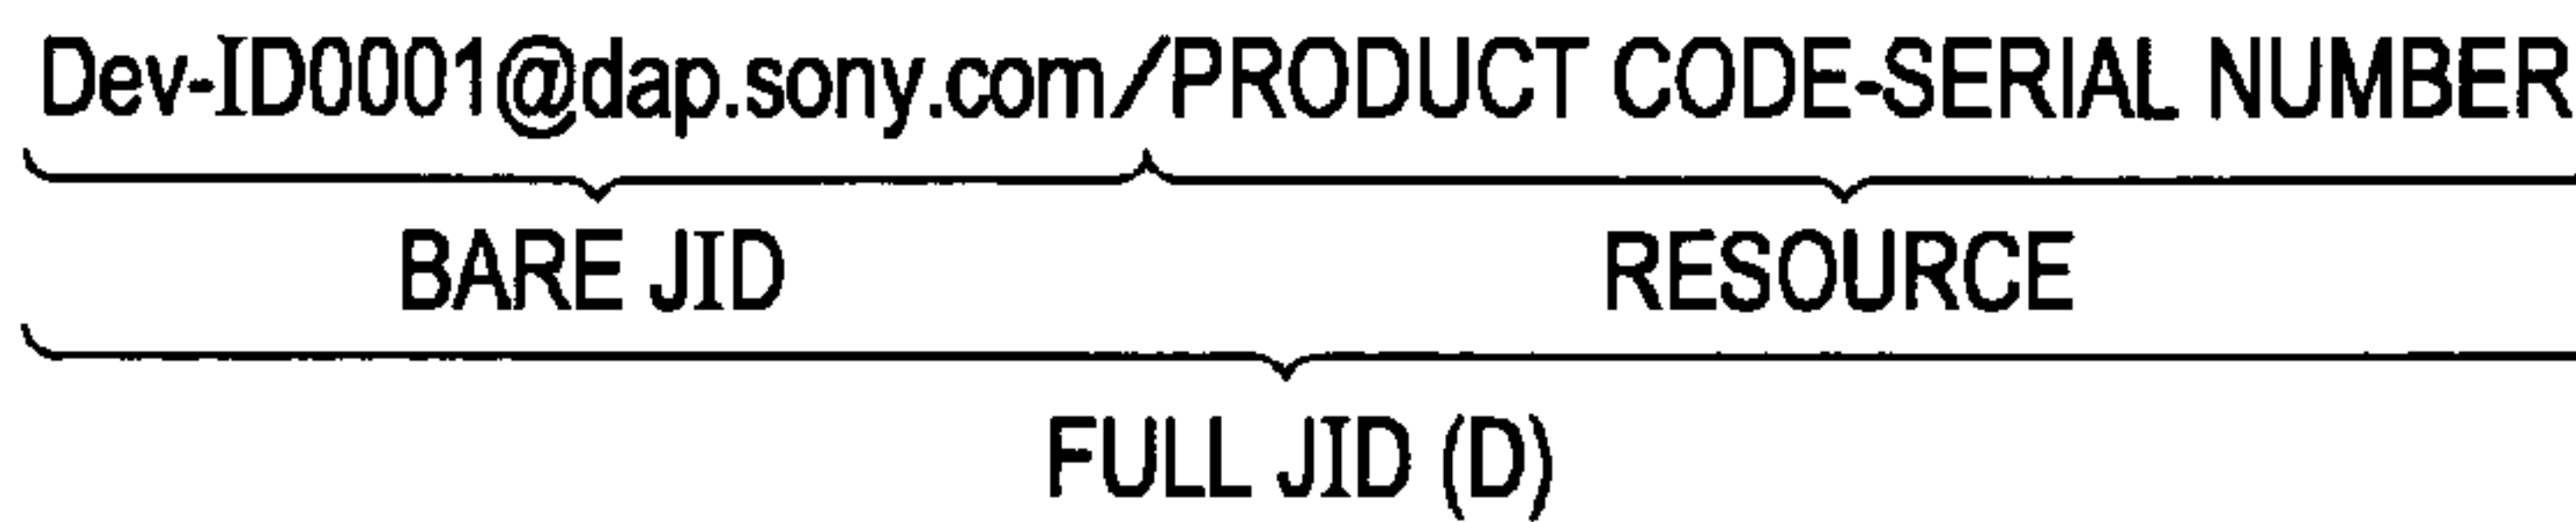 Dev-ID0001@dap.sony.com/PRODUCT CODE-SERIAL NUMBER
BARE JID RESOURCE
FULL JID (D)